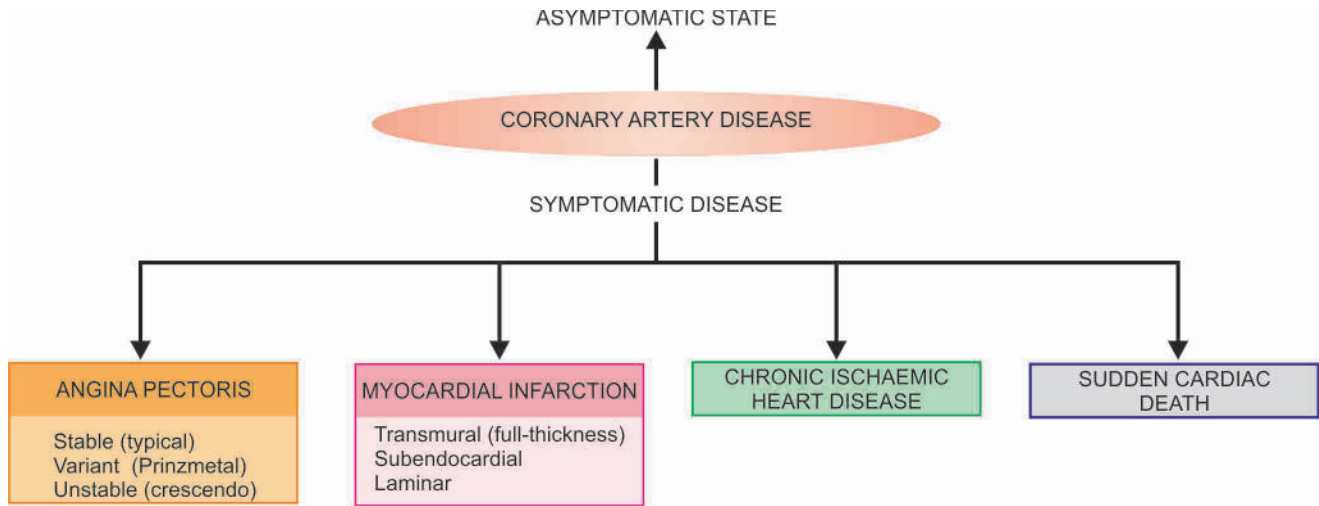 ASYMPTOMATIC STATE
CORONARY ARTERY DISEASE
SYMPTOMATIC DISEASE
ANGINA PECTORIS
Stable (typical)
Variant (Prinzmetal)
Unstable (crescendo)
MYOCARDIAL INFARCTION
Transmural (full-thickness)
Subendocardial
Laminar
CHRONIC ISCHAEMIC
HEART DISEASE
SUDDEN CARDIAC
DEATH